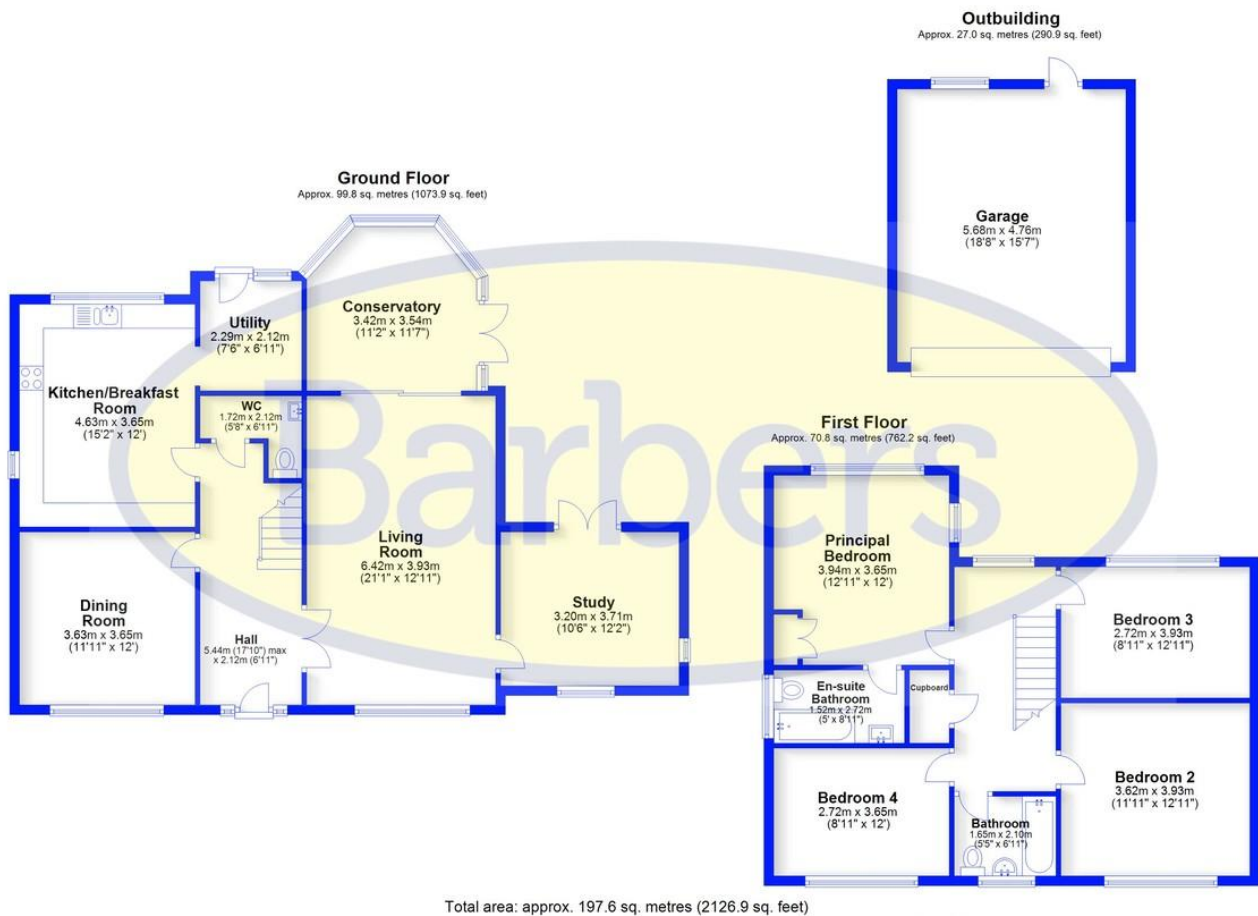 Outbuilding
Approx. 27.0 sq. metres (290.9 sq. feet)
Garage
5.68m x 4.76m
(18'8" x 15'7")
Ground Floor
Approx. 99.8 sq. metres (1073.9 sq. feet)
Conservatory
3.42m x 3.54m
(11'2" x 11'7")
Utility
2.29m x 2.12m
(7'6" x 6'11")
Kitchen/Breakfast
Room
4.63m x 3.65m
(15'2" x 12')
WC
1.72m x 2.12m
(5'8" x 6'11")
Living
Room
6.42m x 3.93m
(21'1" x 12'11")
Study
3.20m x 3.71m
(10'6" x 12'2")
Dining
Room
3.63m x 3.65m
(11'11" x 12')
Hall
5.44m (17'10") max
x 2.12m (6'11")
Barbers
First Floor
Approx. 70.8 sq. metres (762.2 sq. feet)
Principal
Bedroom
3.94m x 3.65m
(12'11" x 12')
Bedroom 3
2.72m x 3.93m
(8'11" x 12'11")
En-suite
Bathroom
1.52m x 2.72m
(5' x 8'11")
Cupboard
Bedroom 4
2.72m x 3.65m
(8'11" x 12')
Bathroom
1.65m x 2.10m
(5'5" x 6'11")
Bedroom 2
3.62m x 3.93m
(11'11" x 12'11")
Total area: approx. 197.6 sq. metres (2126.9 sq. feet)